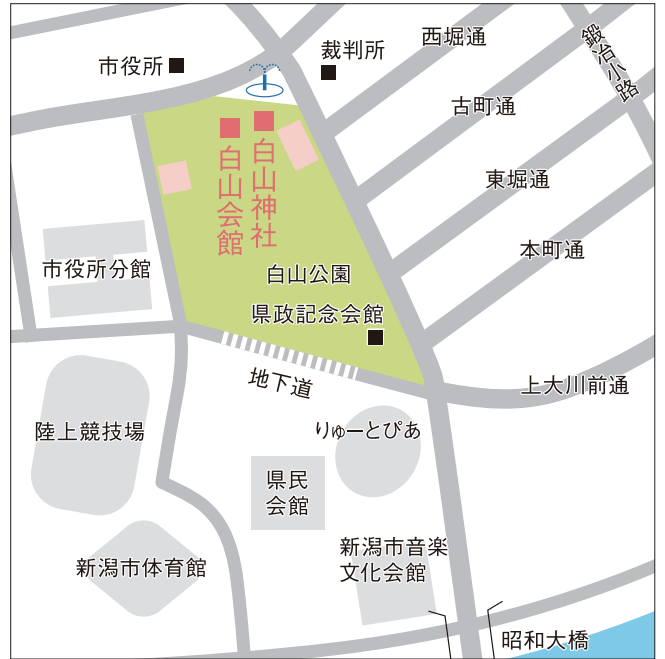 市役所
裁判所
西堀通
鍛冶小路
古町通
東堀通
本町通
白山神社
白山会館
市役所分館
白山公園
県政記念会館
地下道
上大川前通
陸上競技場
りゅーとぴあ
県民
会館
新潟市体育館
新潟市音楽
文化会館
昭和大橋